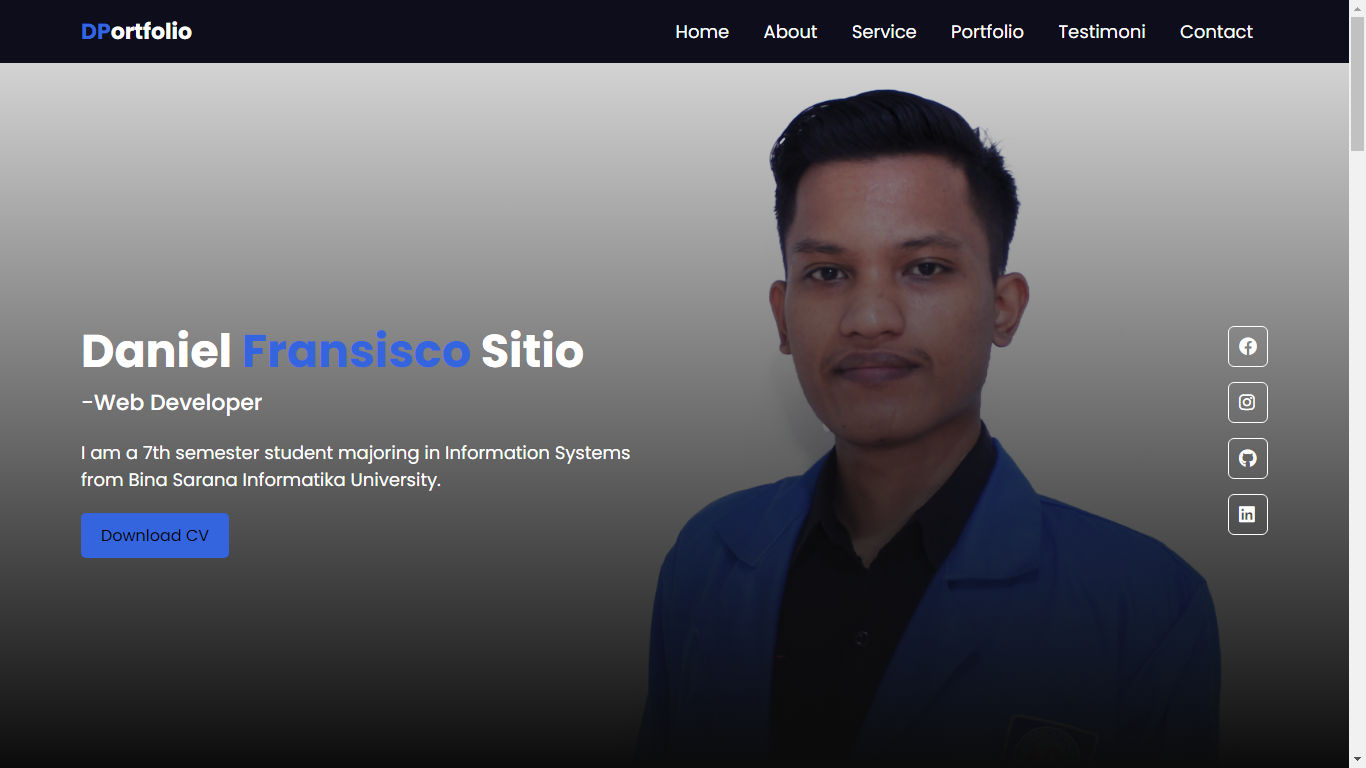 DPortfolio
Home About Service Portfolio Testimoni Contact
Daniel Fransisco Sitio
-Web Developer
I am a 7th semester student majoring in Information Systems
from Bina Sarana Informatika University.
Download CV